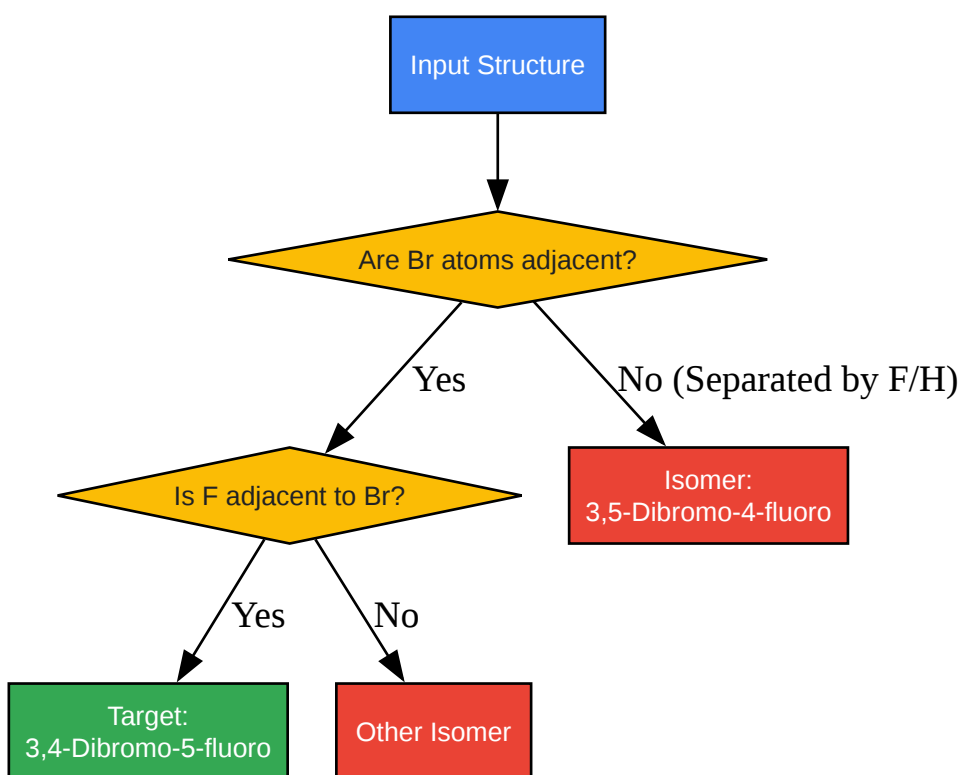 Input Structure
Are Br atoms adjacent?
Yes
No (Separated by F/H)
Is F adjacent to Br?
Isomer:
3,5-Dibromo-4-fluoro
Yes
No
Target:
3,4-Dibromo-5-fluoro
Other Isomer